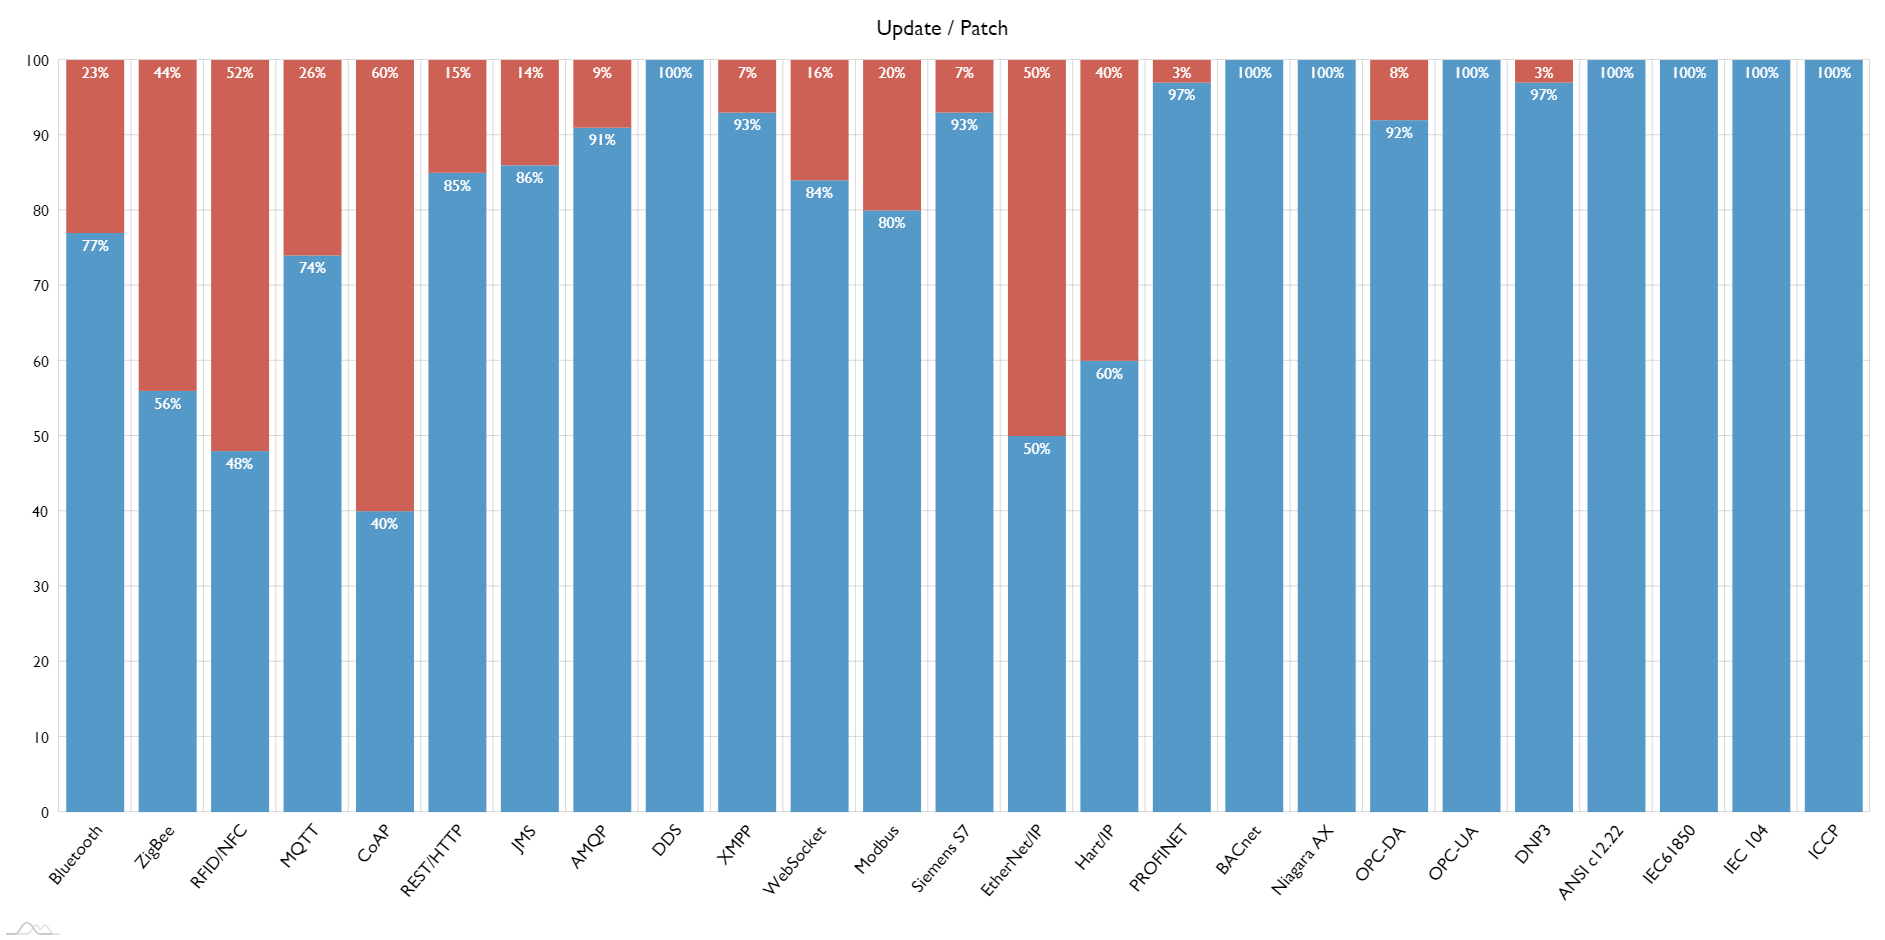 Update / Patch
100
90
80
70
60
50
40
30
20
10
0
23% 44% 52% 26% 60% 15% 14% 9% 100% 7% 16% 20% 7% 50% 40% 3% 100% 100% 8% 100% 3% 100% 100% 100% 100%
77% 56% 48% 74% 40% 85% 86% 91% 93% 84% 80% 93% 50% 60% 97% 92% 97%
Bluetooth
ZigBee
RFID/NFC
MQTT
CoAP
REST/HTTP
JMS
AMQP
DDS
XMPP
WebSocket
Modbus
Siemens S7
EtherNet/IP
Hart/IP
PROFINET
BACnet
Niagara AX
OPC-DA
OPC-UA
DNP3
ANSI c12.22
IEC61850
IEC 104
ICCP